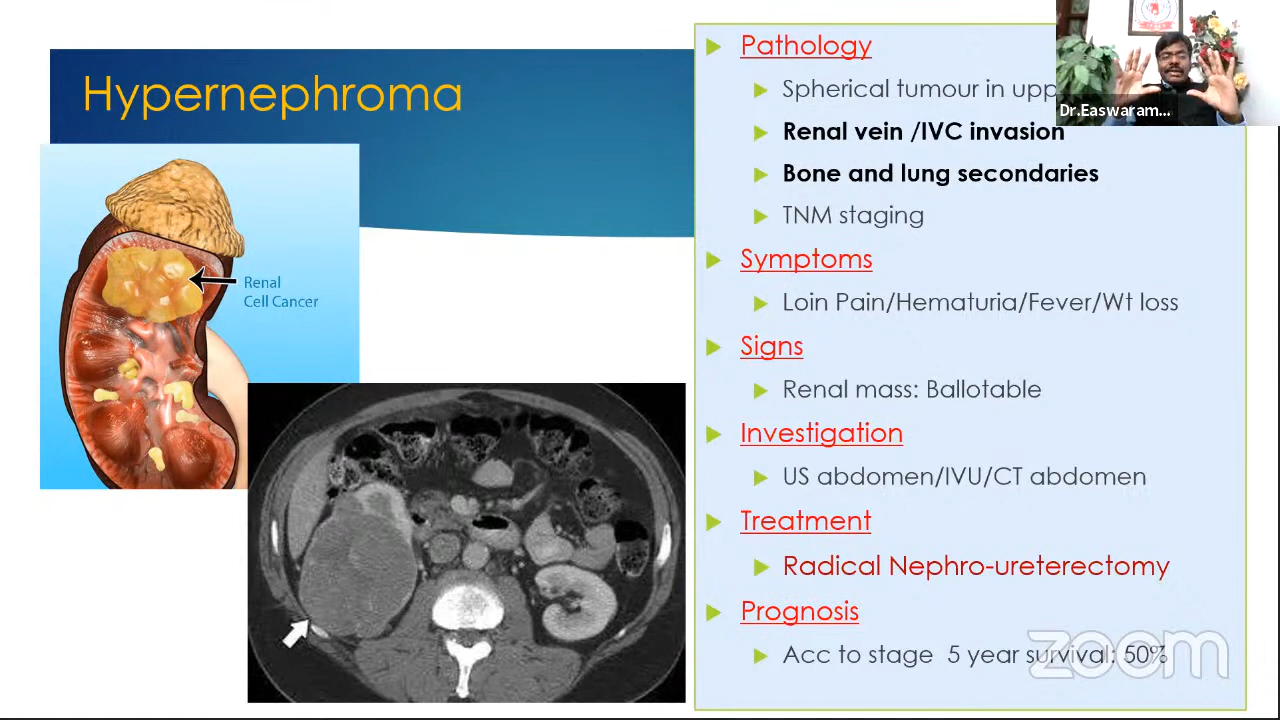 Hypernephroma
Renal
Cell Cancer
Pathology
Spherical tumour in
Renal vein /IVC invasion
Bone and lung secondaries
TNM staging
Symptoms
Loin Pain/Hematuria/Fever/Wt loss
Signs
Renal mass: Ballotable
Investigation
US abdomen/IVU/CT abdomen
Treatment
Radical Nephro-ureterectomy
Prognosis
Acc to stage 5 year survival: 50%
Dr.Easwaram...
zoom